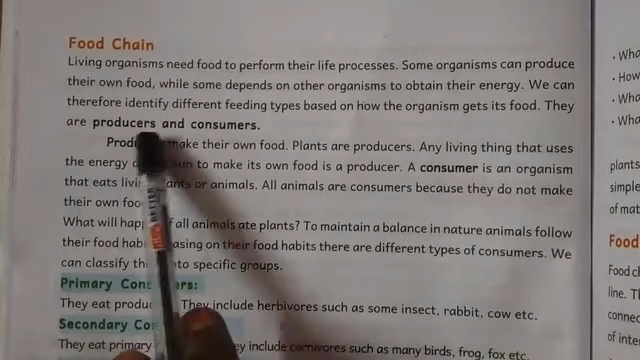 Food Chain
Living organisms need food to perform their life processes. Some organisms can produce
their own food, while some depends on other organisms to obtain their energy. We can
therefore identify different feeding types based on how the organism gets its food. They
are producers and consumers.
make their own food. Plants are producers. Any living thing that uses
the energy sun to make its own food is a producer. A consumer is an organism
that eats or animals. All animals are consumers because they do not make
their own
What will all animals ate plants? To maintain a balance in nature animals follow
their food on their food habits there are different types of consumers. We
can classify into specific groups.
Primary
They eat They include herbivores such as some insect, rabbit, cow etc.
Secondary
They eat primary include carnivores such as many birds, frog, fox etc.
plants
simple
of mat
Food
Food ch
line. Th
connec
of inte
• Wha
• How
• Wha
• Wha